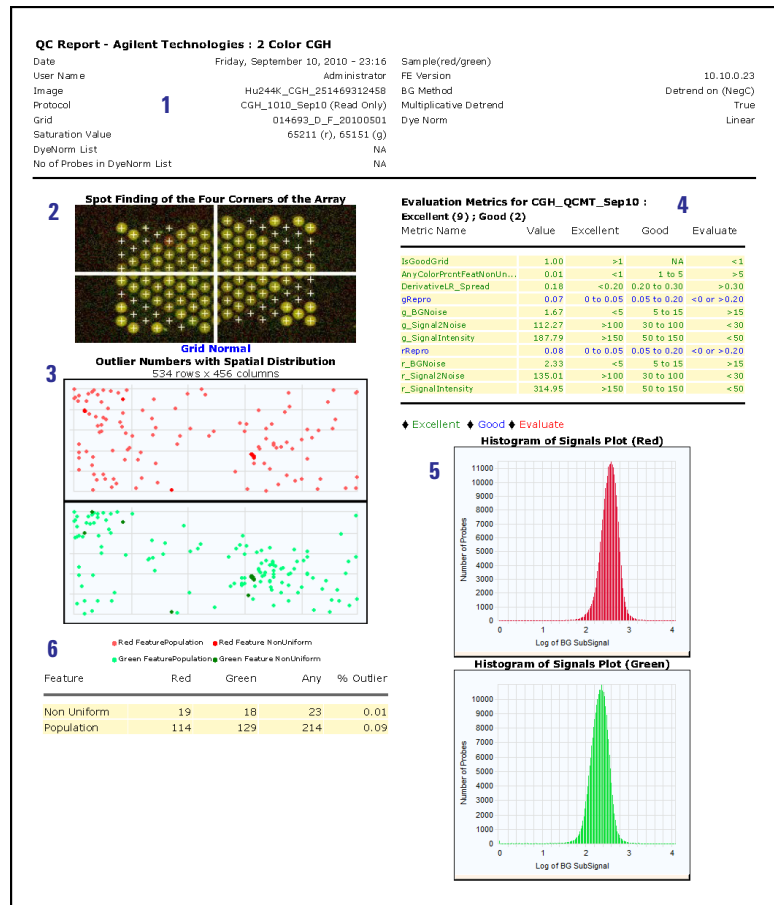 QC Report - Agilent Technologies : 2 Color CGH
Date Friday, September 10, 2010 - 23:16 Sample(red/green)
User Name Administrator FE Version 10.10.0.23
Image Hu244K_CGH_251469312458 BG Method Detrend on (NegC)
Protocol CGH_1010_Sep10 (Read Only) Multiplicative Detrend True
Grid 014693_D_F_20100501 Dye Norm Linear
Saturation Value 65211 (r), 65151 (g)
DyeNorm List NA
No of Probes in DyeNorm List NA
1
2
Spot Finding of the Four Corners of the Array
Grid Normal
3
Outlier Numbers with Spatial Distribution
534 rows x 456 columns
Red FeaturePopulation Red Feature NonUniform
Green FeaturePopulation Green Feature NonUniform
6
Feature Red Green Any % Outlier
Non Uniform 19 18 23 0.01
Population 114 129 214 0.09
4
Evaluation Metrics for CGH_QCMT_Sep10 :
Excellent (9) ; Good (2)
Metric Name Value Excellent Good Evaluate
IsGoodGrid 1.00 >1 NA <1
AnyColorPrcntFeatNonUn... 0.01 <1 1 to 5 >5
DerivativeLR_Spread 0.18 <0.20 0.20 to 0.30 >0.30
gRepro 0.07 0 to 0.05 0.05 to 0.20 <0 or >0.20
g_BGNoise 1.67 <5 5 to 15 >15
g_Signal2Noise 112.27 >100 30 to 100 <30
g_SignalIntensity 187.79 >150 50 to 150 <50
rRepro 0.08 0 to 0.05 0.05 to 0.20 <0 or >0.20
r_BGNoise 2.33 <5 5 to 15 >15
r_Signal2Noise 135.01 >100 30 to 100 <30
r_SignalIntensity 314.95 >150 50 to 150 <50
♦ Excellent ♦ Good ♦ Evaluate
5
Histogram of Signals Plot (Red)
Number of Probes
11000
10000
9000
8000
7000
6000
5000
4000
3000
2000
1000
0
0 1 2 3 4
Log of BG SubSignal
Histogram of Signals Plot (Green)
Number of Probes
10000
9000
8000
7000
6000
5000
4000
3000
2000
1000
0
0 1 2 3 4
Log of BG SubSignal